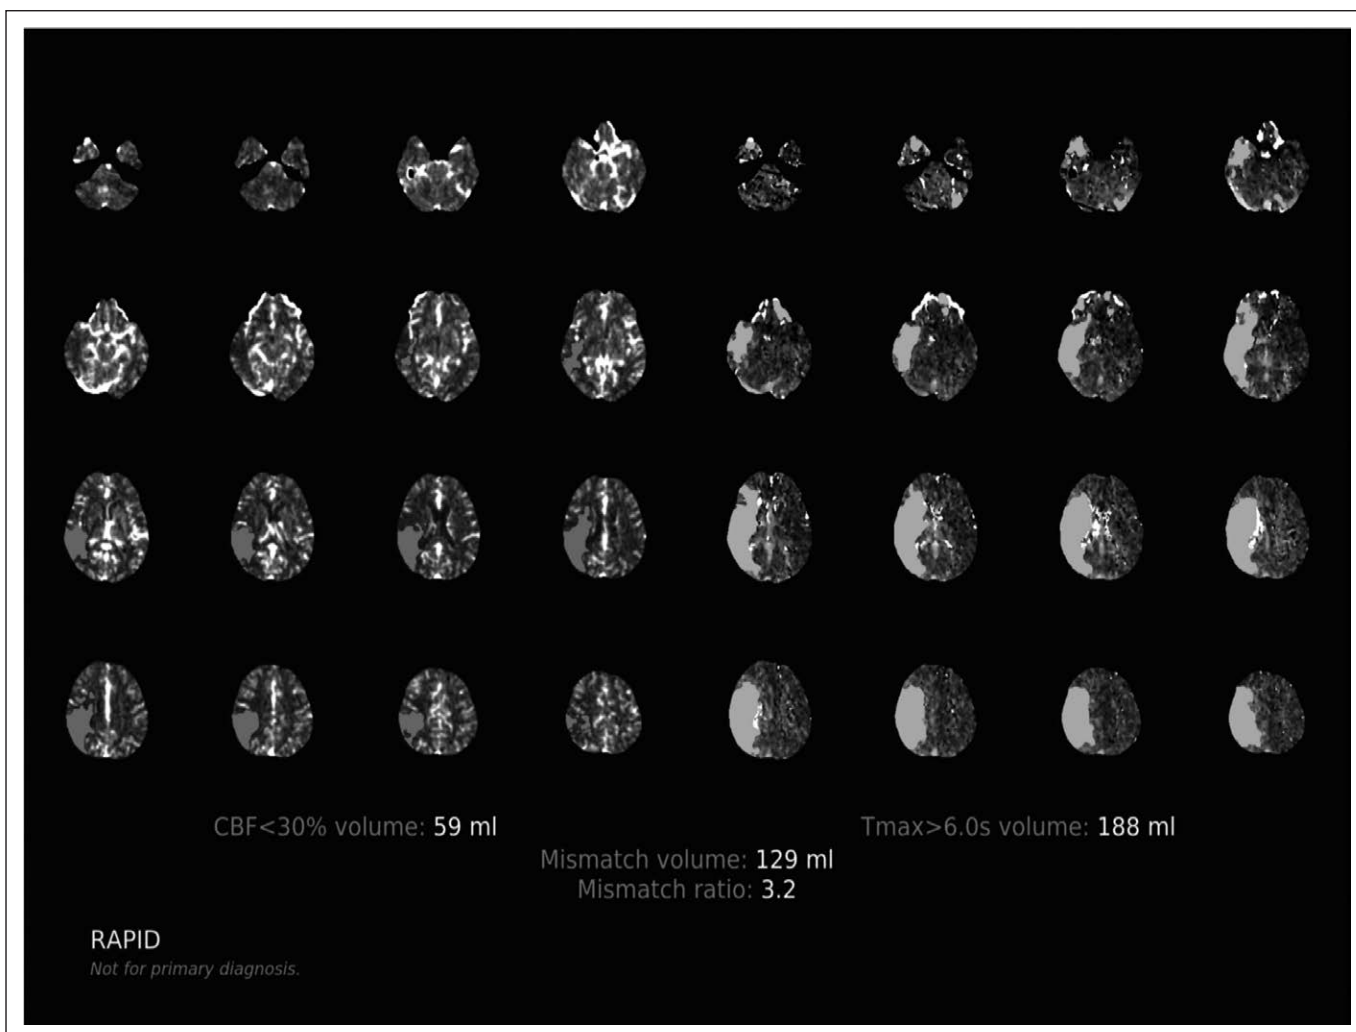 CBF<30% volume: 59 ml
Tmax>6.0s volume: 188 ml
Mismatch volume: 129 ml
Mismatch ratio: 3.2
RAPID
Not for primary diagnosis.